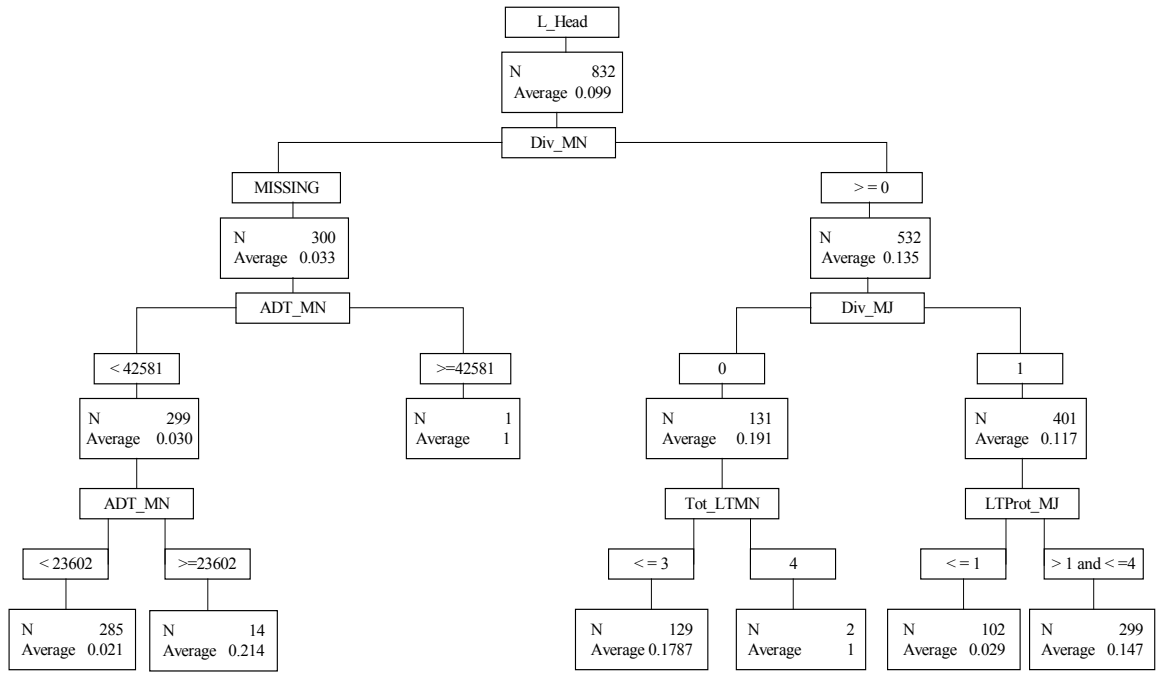 L_Head
N 832
Average 0.099
Div_MN
MISSING
> = 0
N 300
Average 0.033
N 532
Average 0.135
ADT_MN
Div_MJ
< 42581
>=42581
0
1
N 299
Average 0.030
N 1
Average 1
N 131
Average 0.191
N 401
Average 0.117
ADT_MN
Tot_LTMN
LTProt_MJ
< 23602
>=23602
< = 3
4
< = 1
> 1 and < =4
N 285
Average 0.021
N 14
Average 0.214
N 129
Average 0.1787
N 2
Average 1
N 102
Average 0.029
N 299
Average 0.147